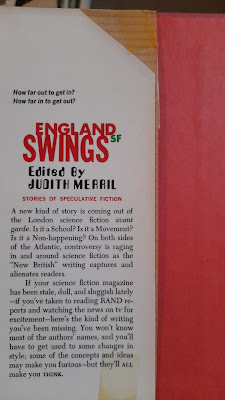 How far out to get in?
How far in to get out?
ENGLAND
SWINGS SF
Edited By
JUDITH MERRIL
STORIES OF SPECULATIVE FICTION
A new kind of story is coming out
of the London science fiction avant
garde. Is it a School? Is it a Movement?
Is it a Non-happening? On both sides
of the Atlantic, controversy is raging
in and around science fiction as the
"New British" writing captures and
alienates readers.
If your science fiction magazine
has been stale, dull, and sluggish lately
—if you've taken to reading RAND re-
ports and watching the news on tv for
excitement—here's the kind of writing
you've been missing. You won't know
most of the authors' names, and you'll
have to get used to some changes in
style; some of the concepts and ideas
may make you furious—but they'll ALL
make you THINK.